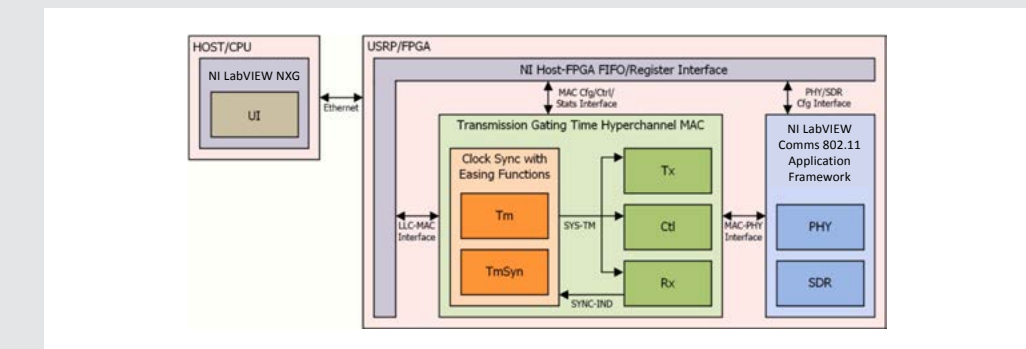 HOST/CPU
NI LabVIEW NXG
UI
Ethernet
USRP/FPGA
NI Host-FPGA FIFO/Register Interface
MAC Cfg/Ctrl/
Stats Interface
PHY/SDR
Cfg Interface
Transmission Gating Time Hyperchannel MAC
Clock Sync with
Easing Functions
Tm
TmSyn
LLC-MAC
Interface
SYS-TM
SYNC-IND
Tx
Ctl
Rx
MAC-PHY
Interface
NI LabVIEW
Comms 802.11
Application
Framework
PHY
SDR